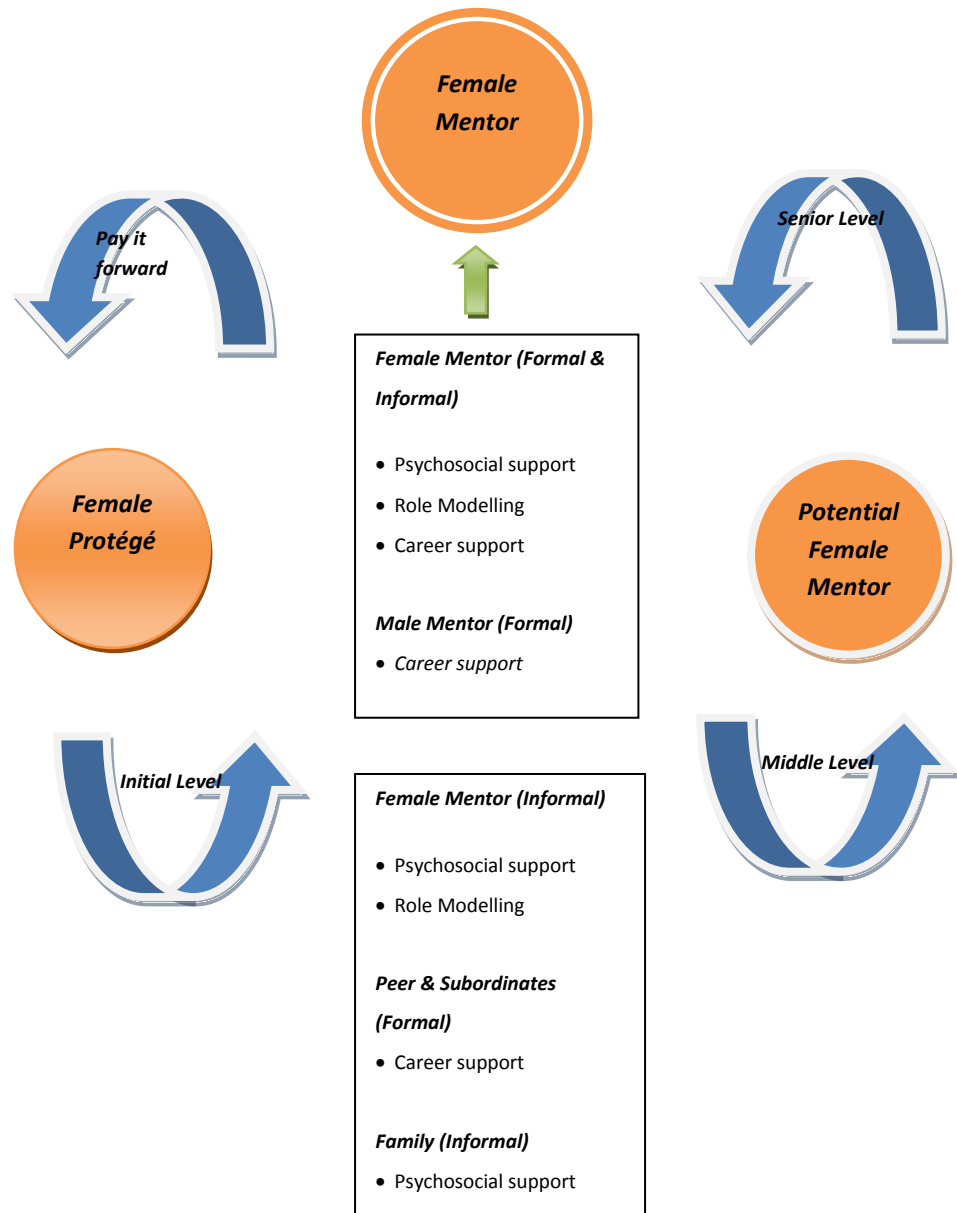 Female
Mentor
Pay it
forward
Senior Level
Female Mentor (Formal &
Informal)
• Psychosocial support
• Role Modelling
• Career support
Male Mentor (Formal)
• Career support
Female
Protégé
Potential
Female
Mentor
Initial Level
Middle Level
Female Mentor (Informal)
• Psychosocial support
• Role Modelling
Peer & Subordinates
(Formal)
• Career support
Family (Informal)
• Psychosocial support